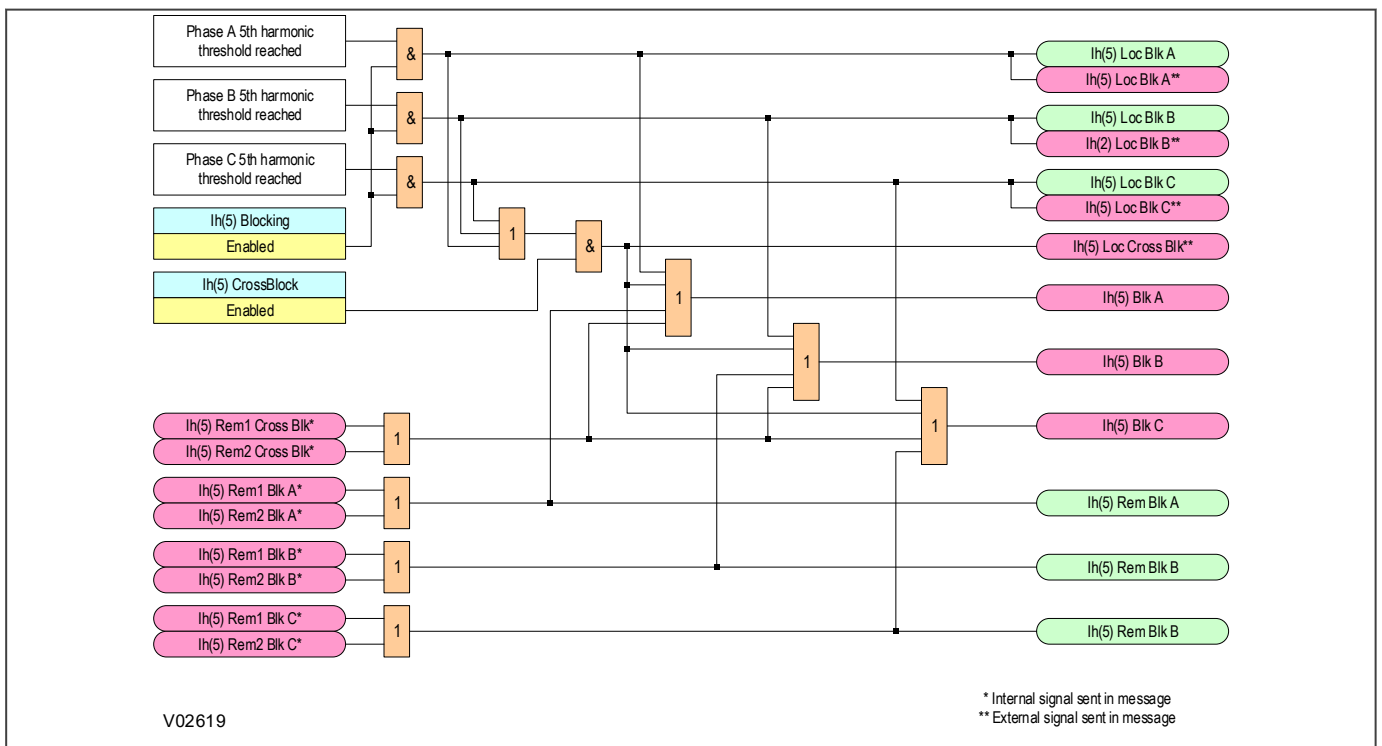 Phase A 5th harmonic
threshold reached
&
Ih(5) Loc Blk A
Ih(5) Loc Blk A**
Phase B 5th harmonic
threshold reached
&
Ih(5) Loc Blk B
Ih(2) Loc Blk B**
Phase C 5th harmonic
threshold reached
&
Ih(5) Loc Blk C
Ih(5) Loc Blk C**
Ih(5) Blocking
Enabled
1
&
Ih(5) Loc Cross Blk**
Ih(5) CrossBlock
Enabled
1
Ih(5) Blk A
1
Ih(5) Blk B
Ih(5) Rem1 Cross Blk*
Ih(5) Rem2 Cross Blk*
1
1
Ih(5) Blk C
Ih(5) Rem1 Blk A*
Ih(5) Rem2 Blk A*
1
Ih(5) Rem Blk A
Ih(5) Rem1 Blk B*
Ih(5) Rem2 Blk B*
1
Ih(5) Rem Blk B
Ih(5) Rem1 Blk C*
Ih(5) Rem2 Blk C*
1
Ih(5) Rem Blk B
* Internal signal sent in message
** External signal sent in message
V02619